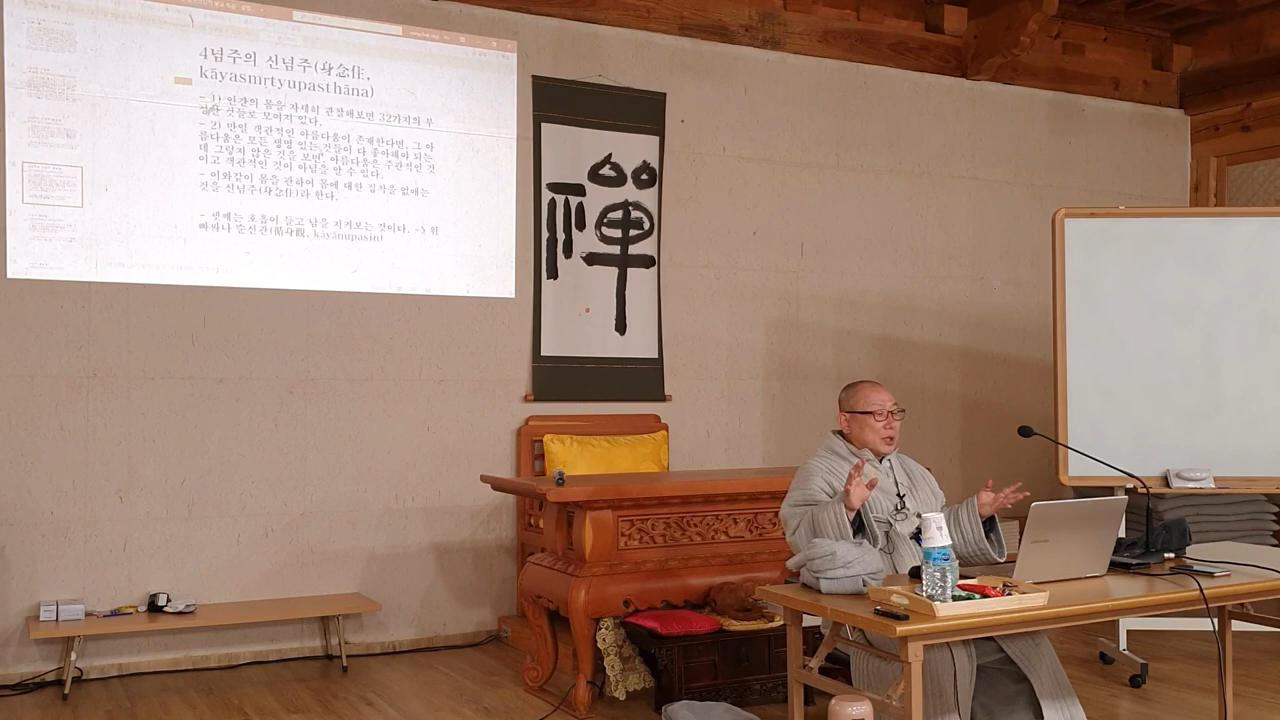 4념주의 신념주(身念住,
kāyasmṛtyupasthāna)
- 1) 인간의 몸을 자세히 관찰해보면 32가지의 부
정한 것들로 모여져 있다.
- 2) 만일 객관적인 아름다움이 존재한다면, 그 아
름다움은 모든 생명 있는 것들이 다 좋아해야 되는
데 그렇지 않은 것을 보면, 아름다움은 주관적인 것
이고 객관적인 것이 아님을 알 수 있다.
- 이와같이 몸을 관하여 몸에 대한 집착을 없애는
것을 신념주(身念住)라 한다.
- 셋째는 호흡이 들고 남을 지켜보는 것이다. -> 위
빠싸나 순신관(循身觀, kāyānupasin)
禪